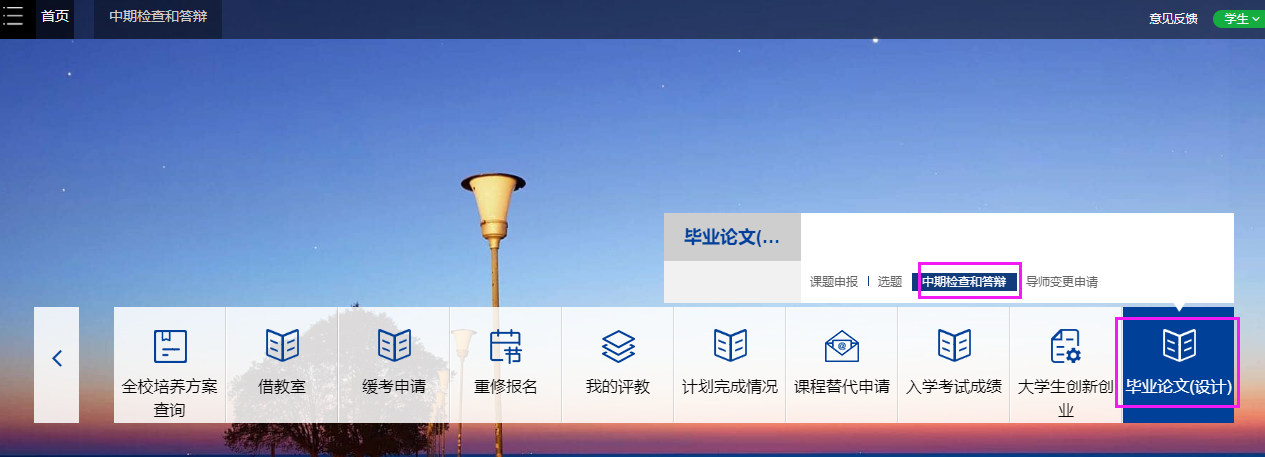 首页
中期检查和答辩
意见反馈
学生
毕业论文(...
课题申报
选题
中期检查和答辩
导师变更申请
全校培养方案
查询
借教室
缓考申请
重修报名
我的评教
计划完成情况
课程替代申请
入学考试成绩
大学生创新创
业
毕业论文(设计)